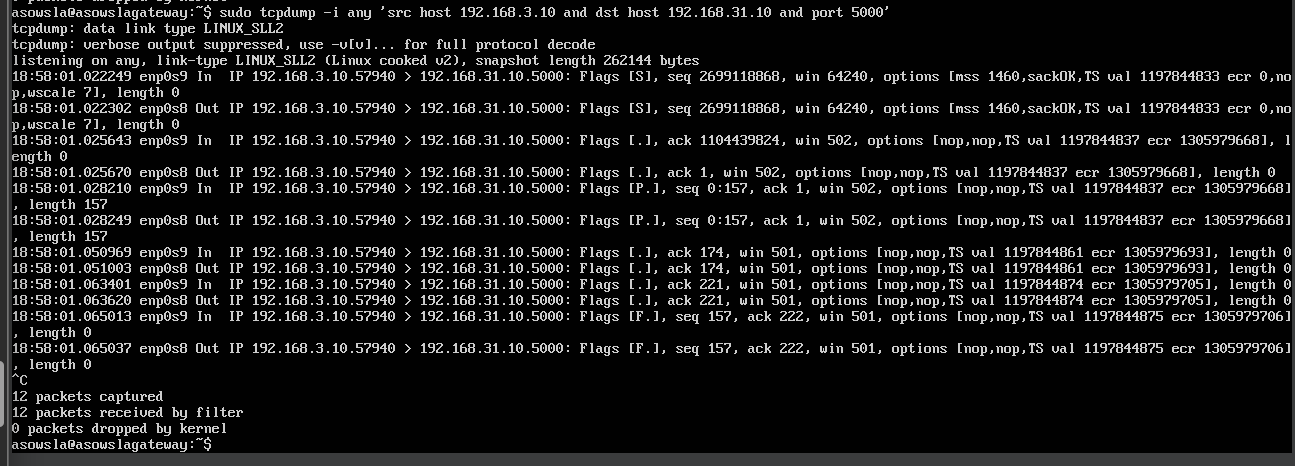 asowsla@asowslagateway:~$ sudo tcpdump -i any 'src host 192.168.3.10 and dst host 192.168.31.10 and port 5000'
tcpdump: data link type LINUX_SLL2
tcpdump: verbose output suppressed, use -v[v]... for full protocol decode
listening on any, link-type LINUX_SLL2 (Linux cooked v2), snapshot length 262144 bytes
18:58:01.022249 enp0s9 In  IP 192.168.3.10.57940 > 192.168.31.10.5000: Flags [S], seq 2699118868, win 64240, options [mss 1460,sackOK,TS val 1197844833 ecr 0,no
p,wscale 7], length 0
18:58:01.022302 enp0s8 Out IP 192.168.3.10.57940 > 192.168.31.10.5000: Flags [S], seq 2699118868, win 64240, options [mss 1460,sackOK,TS val 1197844833 ecr 0,no
p,wscale 7], length 0
18:58:01.025643 enp0s9 In  IP 192.168.3.10.57940 > 192.168.31.10.5000: Flags [.], ack 1104439824, win 502, options [nop,nop,TS val 1197844837 ecr 1305979668], l
ength 0
18:58:01.025670 enp0s8 Out IP 192.168.3.10.57940 > 192.168.31.10.5000: Flags [.], ack 1, win 502, options [nop,nop,TS val 1197844837 ecr 1305979668], length 0
18:58:01.028210 enp0s9 In  IP 192.168.3.10.57940 > 192.168.31.10.5000: Flags [P.], seq 0:157, ack 1, win 502, options [nop,nop,TS val 1197844837 ecr 1305979668]
, length 157
18:58:01.028249 enp0s8 Out IP 192.168.3.10.57940 > 192.168.31.10.5000: Flags [P.], seq 0:157, ack 1, win 502, options [nop,nop,TS val 1197844837 ecr 1305979668]
, length 157
18:58:01.050969 enp0s9 In  IP 192.168.3.10.57940 > 192.168.31.10.5000: Flags [.], ack 174, win 501, options [nop,nop,TS val 1197844861 ecr 1305979693], length 0
18:58:01.051003 enp0s8 Out IP 192.168.3.10.57940 > 192.168.31.10.5000: Flags [.], ack 174, win 501, options [nop,nop,TS val 1197844861 ecr 1305979693], length 0
18:58:01.063401 enp0s9 In  IP 192.168.3.10.57940 > 192.168.31.10.5000: Flags [.], ack 221, win 501, options [nop,nop,TS val 1197844874 ecr 1305979705], length 0
18:58:01.063620 enp0s8 Out IP 192.168.3.10.57940 > 192.168.31.10.5000: Flags [.], ack 221, win 501, options [nop,nop,TS val 1197844874 ecr 1305979705], length 0
18:58:01.065013 enp0s9 In  IP 192.168.3.10.57940 > 192.168.31.10.5000: Flags [F.], seq 157, ack 222, win 501, options [nop,nop,TS val 1197844875 ecr 1305979706]
, length 0
18:58:01.065037 enp0s8 Out IP 192.168.3.10.57940 > 192.168.31.10.5000: Flags [F.], seq 157, ack 222, win 501, options [nop,nop,TS val 1197844875 ecr 1305979706]
, length 0
^C
12 packets captured
12 packets received by filter
0 packets dropped by kernel
asowsla@asowslagateway:~$